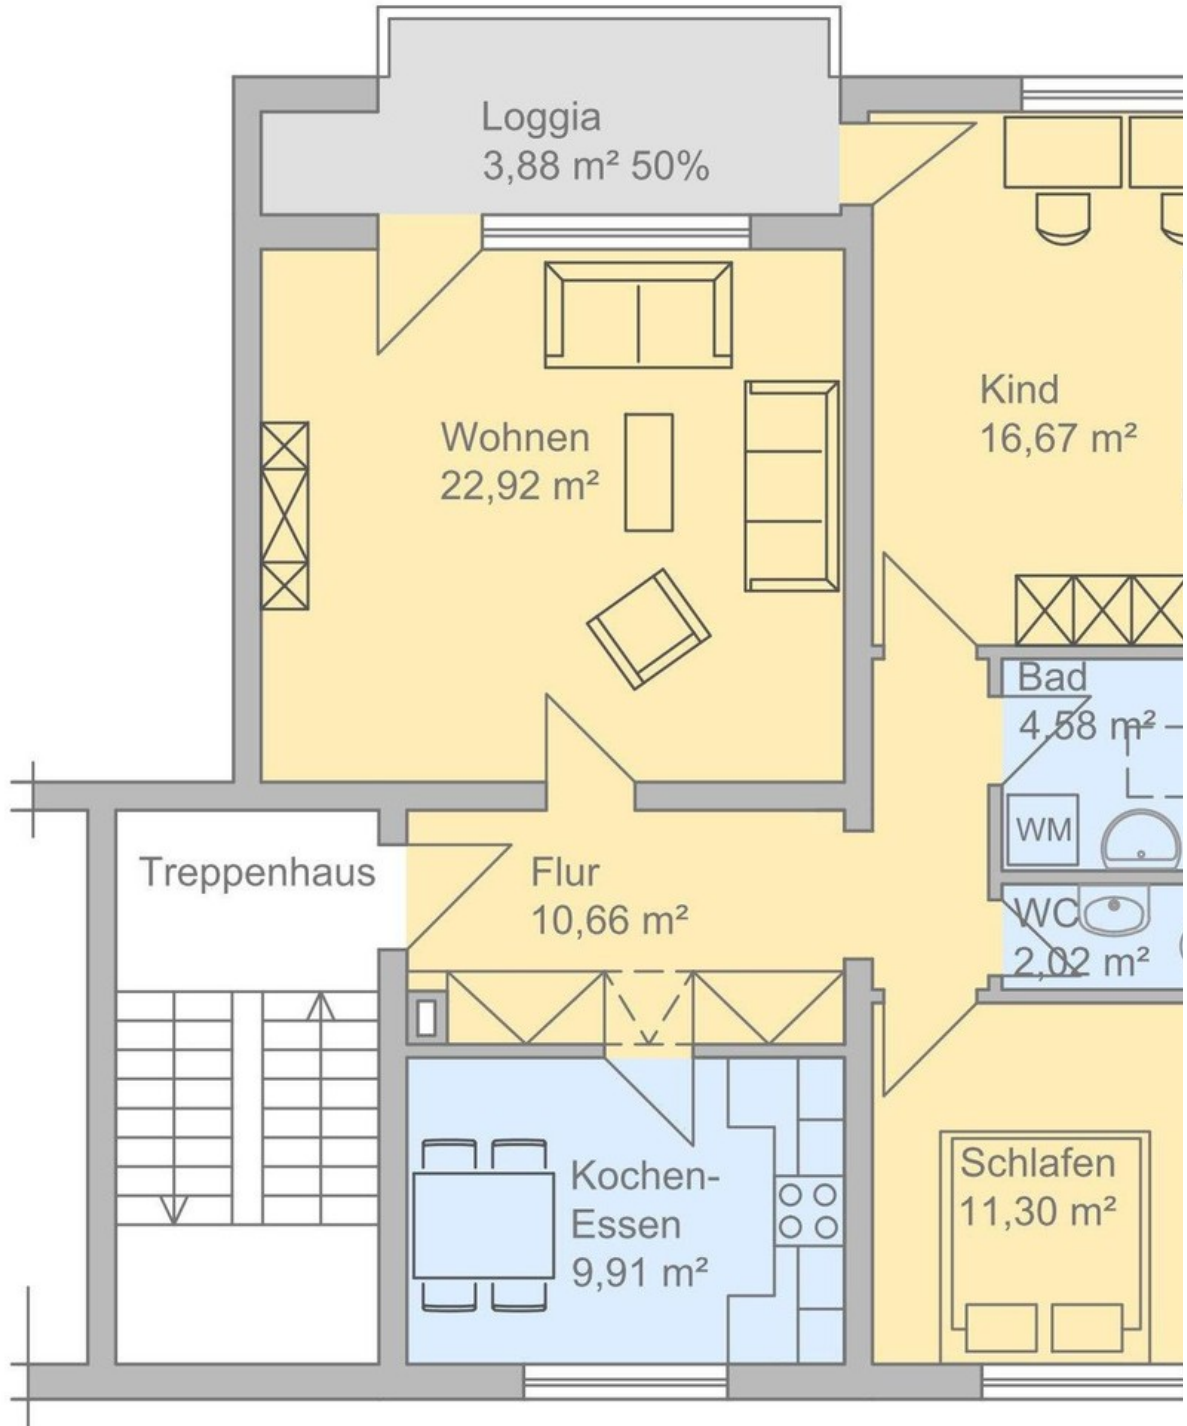 Loggia
3,88 m² 50%
Kind
16,67 m²
Wohnen
22,92 m²
Bad
4,58 m²
WM
Treppenhaus
Flur
10,66 m²
WC
2,02 m²
Kochen-
Essen
9,91 m²
Schlafen
11,30 m²